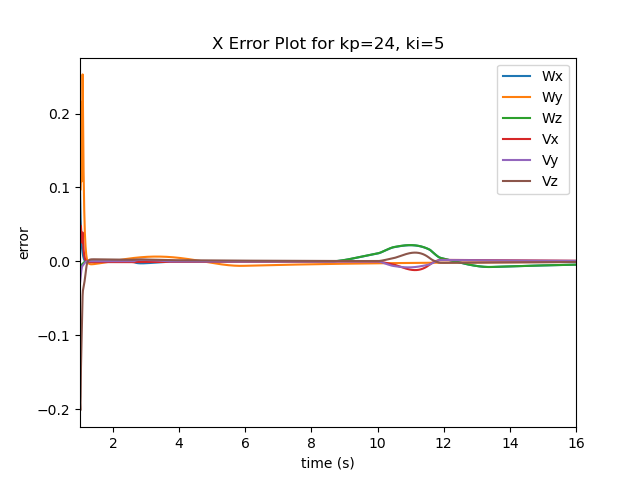 X Error Plot for kp=24, ki=5
Wx
Wy
Wz
Vx
Vy
Vz
error
0.2
0.1
0.0
−0.1
−0.2
2 4 6 8 10 12 14 16
time (s)